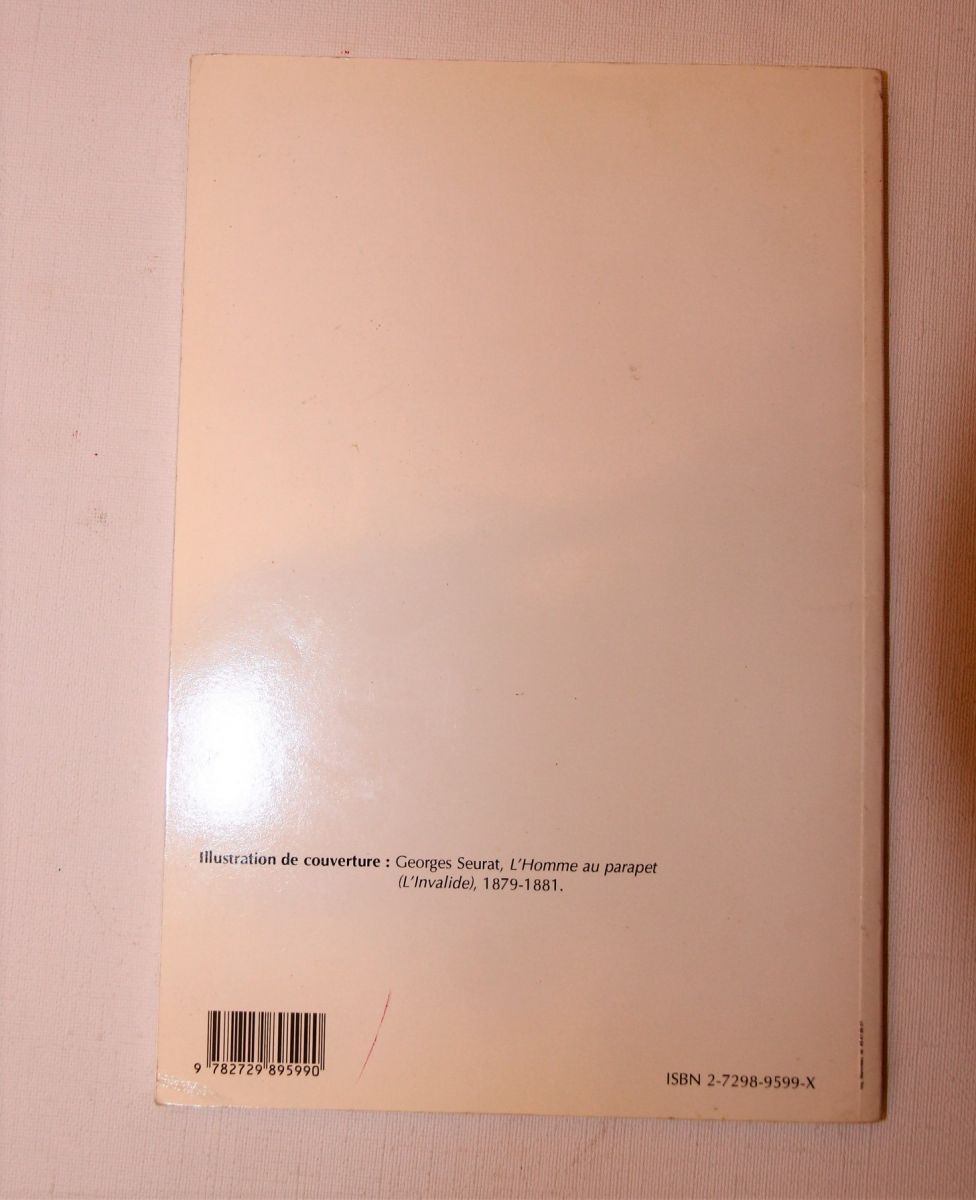 Illustration de couverture : Georges Seurat, L'Homme au parapet
(L'Invalide), 1879-1881.
9 782729 895990
ISBN 2-7298-9599-X